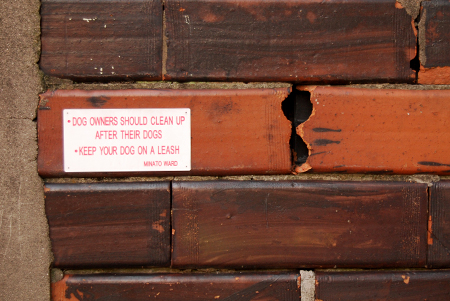 • DOG OWNERS SHOULD CLEAN UP
AFTER THEIR DOGS
• KEEP YOUR DOG ON A LEASH
MINATO WARD